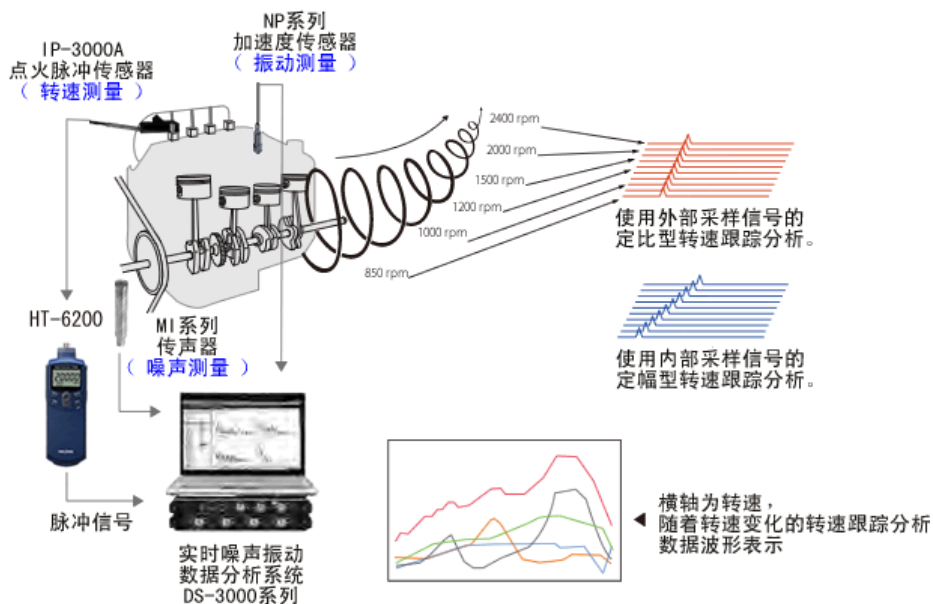 NP系列
加速度传感器
（ 振动测量 ）
IP-3000A
点火脉冲传感器
（ 转速测量 ）
2400 rpm
2000 rpm
1500 rpm
1200 rpm
1000 rpm
850 rpm
使用外部采样信号的
定比型转速跟踪分析。
HT-6200
MI系列
传声器
（ 噪声测量 ）
使用内部采样信号的
定幅型转速跟踪分析。
脉冲信号
实时噪声振动
数据分析系统
DS-3000系列
横轴为转速，
随着转速变化的转速跟踪分析
数据波形表示